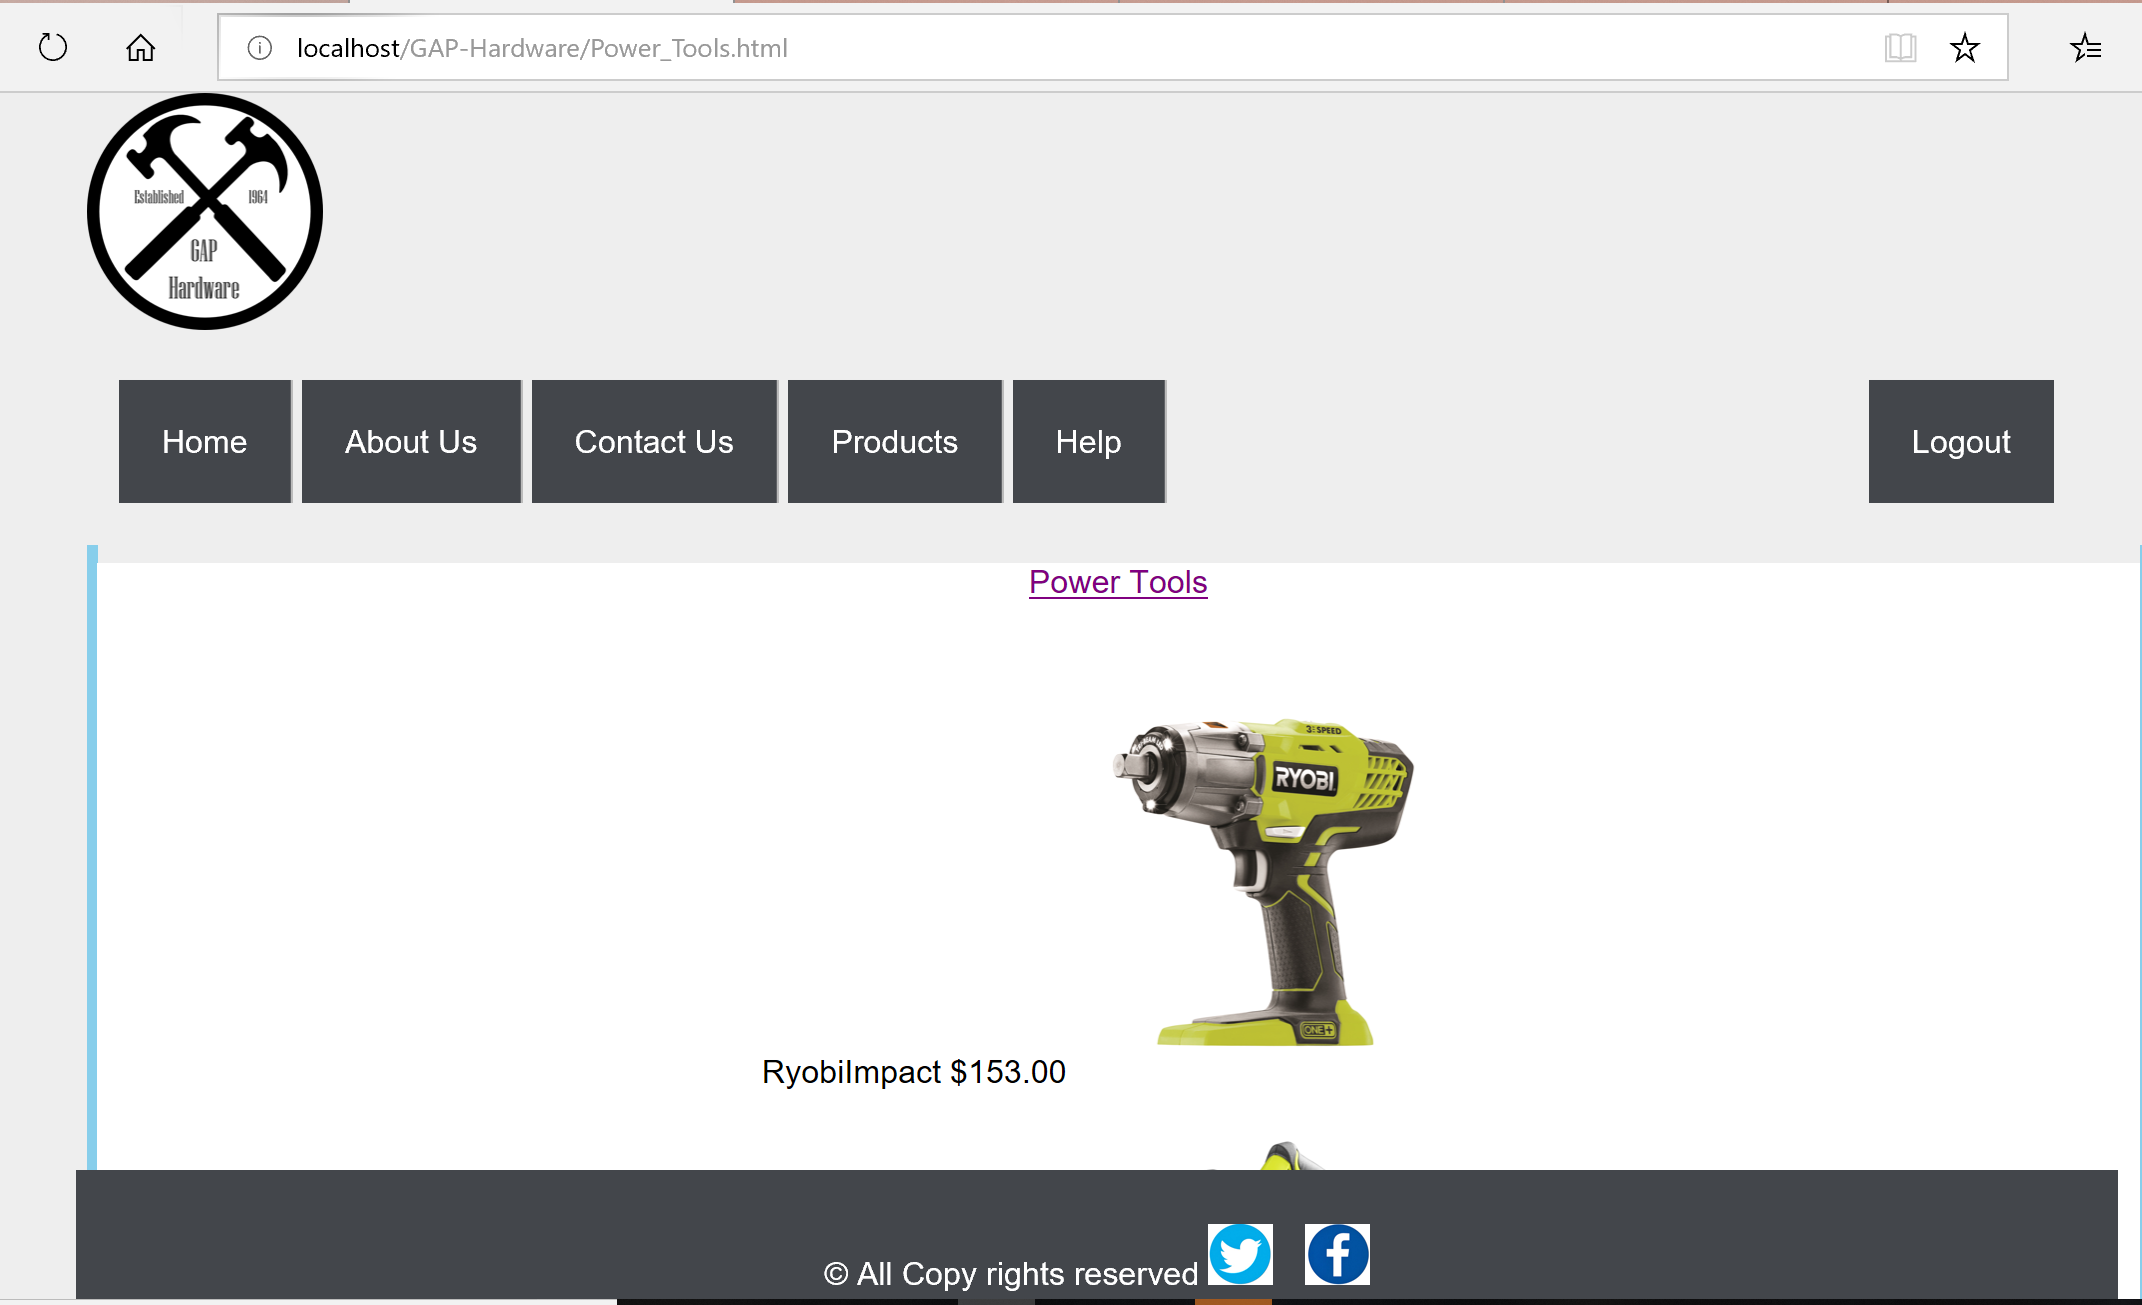 localhost/GAP-Hardware/Power_Tools.html
Established 1964
GAP
Hardware
Home About Us Contact Us Products Help Logout
Power Tools
3 SPEED
RYOBI
ONE+
RyobiImpact $153.00
© All Copy rights reserved